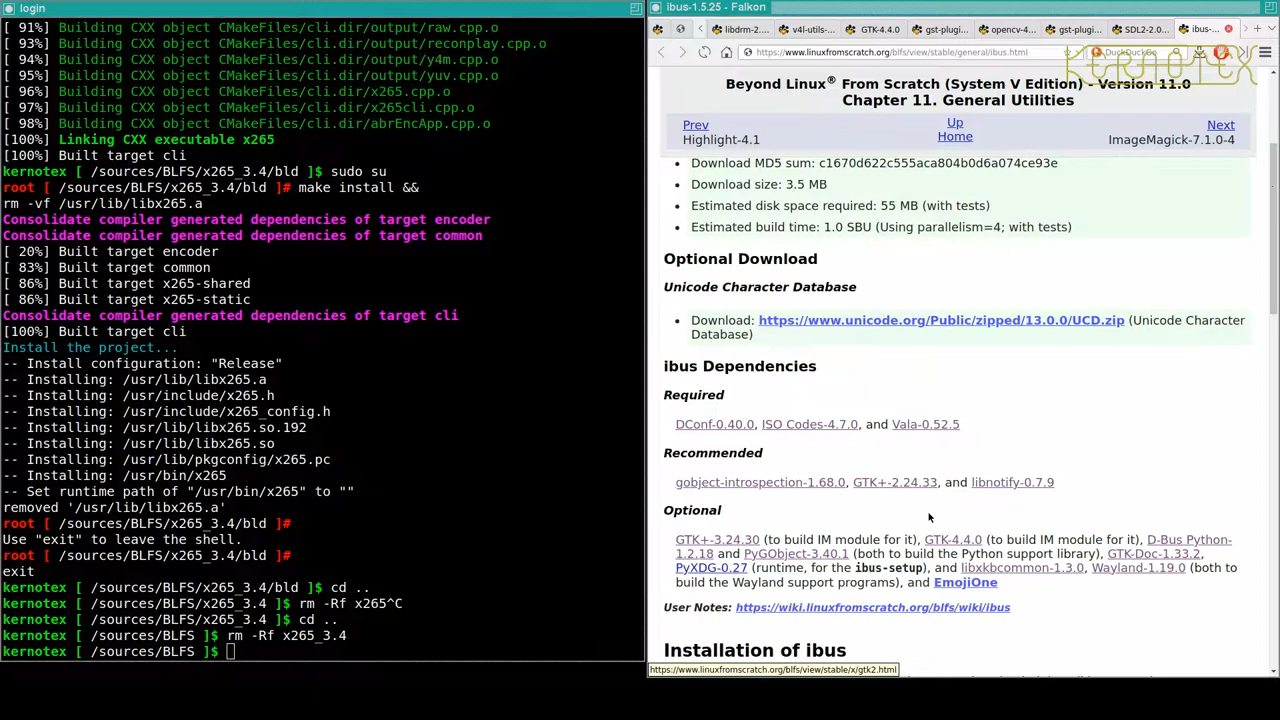 login
[ 91%] Building CXX object CMakeFiles/cli.dir/output/raw.cpp.o
[ 93%] Building CXX object CMakeFiles/cli.dir/output/reconplay.cpp.o
[ 94%] Building CXX object CMakeFiles/cli.dir/output/y4m.cpp.o
[ 95%] Building CXX object CMakeFiles/cli.dir/output/yuv.cpp.o
[ 96%] Building CXX object CMakeFiles/cli.dir/x265.cpp.o
[ 97%] Building CXX object CMakeFiles/cli.dir/x265cli.cpp.o
[ 98%] Building CXX object CMakeFiles/cli.dir/abrEncApp.cpp.o
[100%] Linking CXX executable x265
[100%] Built target cli
kernotex [ /sources/BLFS/x265_3.4/bld ]$ sudo su
root [ /sources/BLFS/x265_3.4/bld ]# make install &&
rm -vf /usr/lib/libx265.a
Consolidate compiler generated dependencies of target encoder
Consolidate compiler generated dependencies of target common
[ 20%] Built target encoder
[ 83%] Built target common
[ 86%] Built target x265-shared
[ 86%] Built target x265-static
Consolidate compiler generated dependencies of target cli
[100%] Built target cli
Install the project...
-- Install configuration: "Release"
-- Installing: /usr/lib/libx265.a
-- Installing: /usr/include/x265.h
-- Installing: /usr/include/x265_config.h
-- Installing: /usr/lib/libx265.so.192
-- Installing: /usr/lib/libx265.so
-- Installing: /usr/lib/pkgconfig/x265.pc
-- Installing: /usr/bin/x265
-- Set runtime path of "/usr/bin/x265" to ""
removed '/usr/lib/libx265.a'
root [ /sources/BLFS/x265_3.4/bld ]#
Use "exit" to leave the shell.
root [ /sources/BLFS/x265_3.4/bld ]#
exit
kernotex [ /sources/BLFS/x265_3.4/bld ]$ cd ..
kernotex [ /sources/BLFS/x265_3.4 ]$ rm -Rf x265^C
kernotex [ /sources/BLFS/x265_3.4 ]$ cd ..
kernotex [ /sources/BLFS ]$ rm -Rf x265_3.4
kernotex [ /sources/BLFS ]$
ibus-1.5.25 - Falkon
libdrm-2.... v4l-utils-... GTK-4.4.0 gst-plugi... opencv-4... gst-plugi... SDL2-2.0... ibus-...
https://www.linuxfromscratch.org/blfs/view/stable/general/ibus.html DuckDuckGo
KERNOTEX
Beyond Linux® From Scratch (System V Edition) - Version 11.0
Chapter 11. General Utilities
Prev Up Next
Highlight-4.1 Home ImageMagick-7.1.0-4
• Download MD5 sum: c1670d622c555aca804b0d6a074ce93e
• Download size: 3.5 MB
• Estimated disk space required: 55 MB (with tests)
• Estimated build time: 1.0 SBU (Using parallelism=4; with tests)
Optional Download
Unicode Character Database
• Download: https://www.unicode.org/Public/zipped/13.0.0/UCD.zip (Unicode Character
Database)
ibus Dependencies
Required
DConf-0.40.0, ISO Codes-4.7.0, and Vala-0.52.5
Recommended
gobject-introspection-1.68.0, GTK+-2.24.33, and libnotify-0.7.9
Optional
GTK+-3.24.30 (to build IM module for it), GTK-4.4.0 (to build IM module for it), D-Bus Python-
1.2.18 and PyGObject-3.40.1 (both to build the Python support library), GTK-Doc-1.33.2,
PyXDG-0.27 (runtime, for the ibus-setup), libxkbcommon-1.3.0, Wayland-1.19.0 (both to
build the Wayland support programs), and EmojiOne
User Notes: https://wiki.linuxfromscratch.org/blfs/wiki/ibus
Installation of ibus
https://www.linuxfromscratch.org/blfs/view/stable/x/gtk2.html